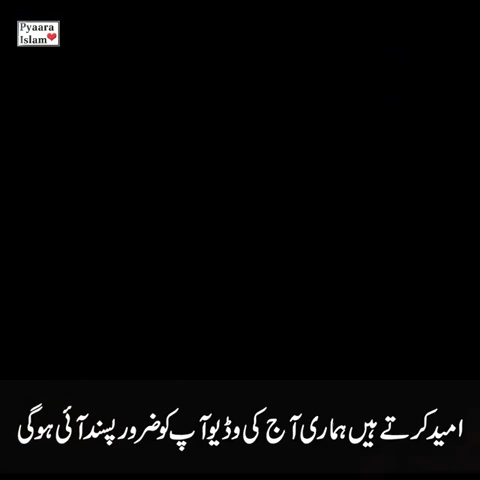 Pyaara
Islam
امید کرتے ہیں ہماری آج کی وڈیو آپ کو ضرور پسند آئی ہوگی